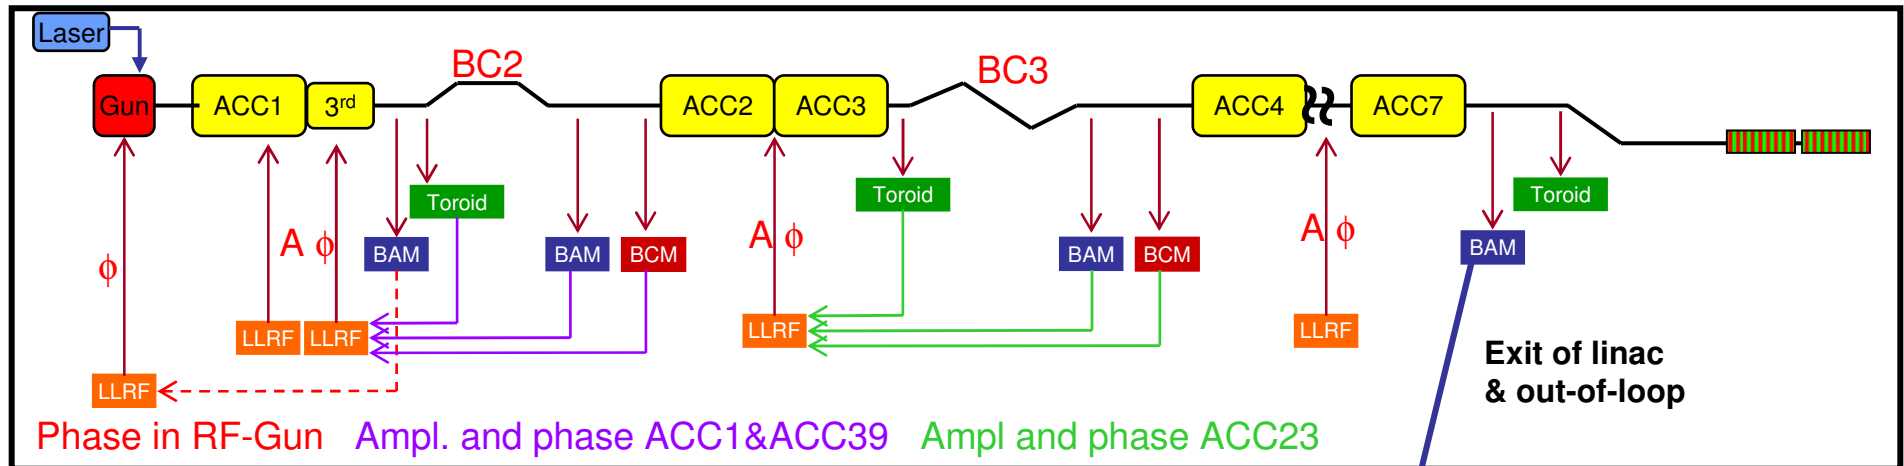 Laser
BC2
BC3
Gun
ACC1
3rd
ACC2
ACC3
ACC4
ACC7
Toroid
Toroid
Toroid
A ϕ
A ϕ
A ϕ
ϕ
BAM
BAM
BCM
BAM
BCM
BAM
LLRF
LLRF
LLRF
LLRF
LLRF
Exit of linac
& out-of-loop
Phase in RF-Gun
Ampl. and phase ACC1&ACC39
Ampl and phase ACC23